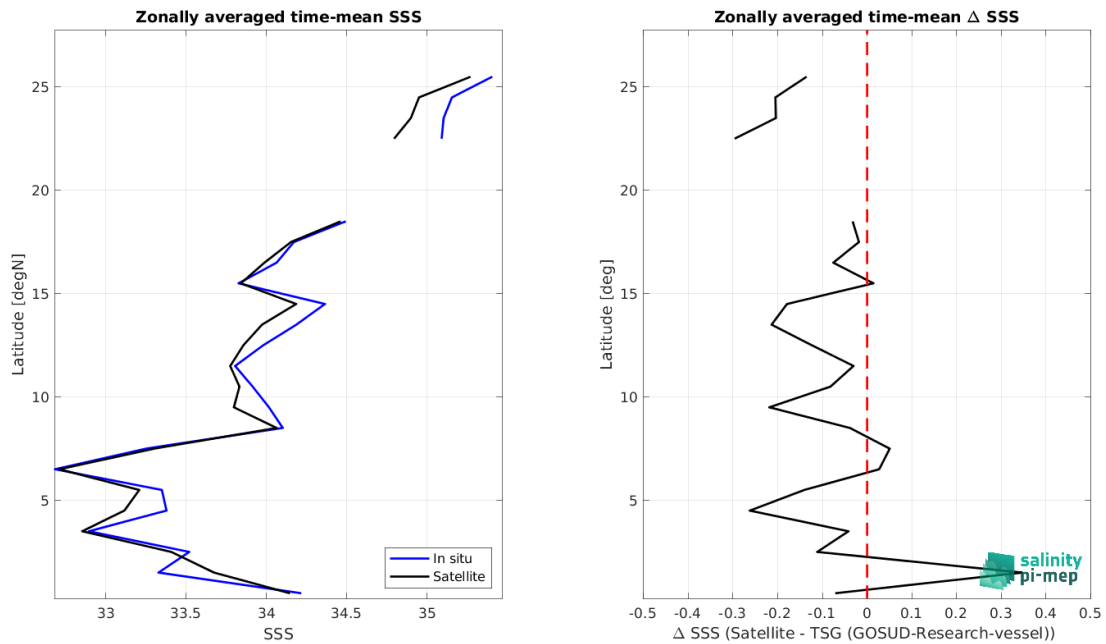 Zonally averaged time-mean SSS
25
20
15
10
5
Latitude [degN]
33
33.5
34
34.5
35
SSS
In situ
Satellite
Zonally averaged time-mean Δ SSS
25
20
15
10
5
Latitude [deg]
-0.5
-0.4
-0.3
-0.2
-0.1
0
0.1
0.2
0.3
0.4
0.5
Δ SSS (Satellite - TSG (GOSUD-Research-vessel))
salinity
pi-mep